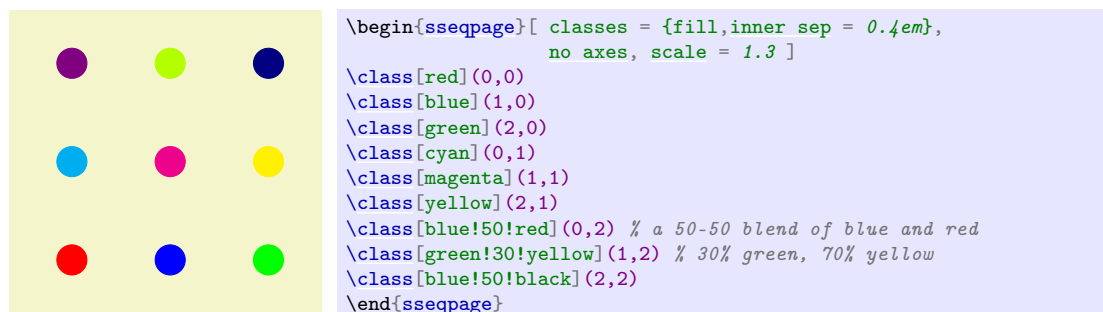 \begin{sseqpage}[ classes = {fill,inner sep = 0.4em},
no axes, scale = 1.3 ]
\class[red](0,0)
\class[blue](1,0)
\class[green](2,0)
\class[cyan](0,1)
\class[magenta](1,1)
\class[yellow](2,1)
\class[blue!50!red](0,2) % a 50-50 blend of blue and red
\class[green!30!yellow](1,2) % 30% green, 70% yellow
\class[blue!50!black](2,2)
\end{sseqpage}